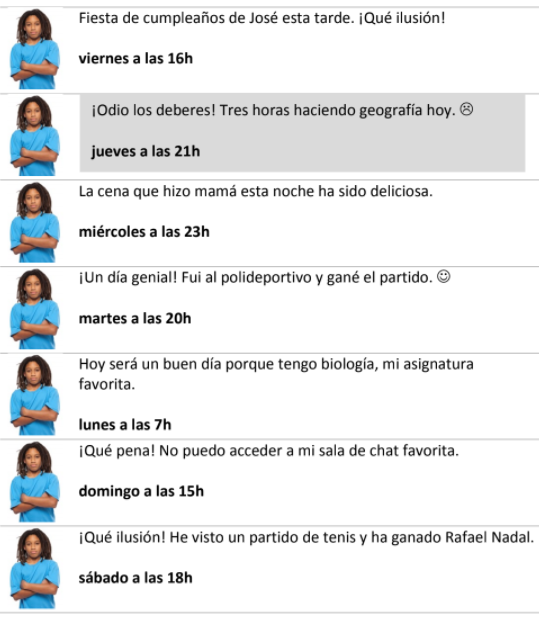 Fiesta de cumpleaños de José esta tarde. ¡Qué ilusión!
viernes a las 16h
¡Odio los deberes! Tres horas haciendo geografía hoy. ☹
jueves a las 21h
La cena que hizo mamá esta noche ha sido deliciosa.
miércoles a las 23h
¡Un día genial! Fui al polideportivo y gané el partido. ☺
martes a las 20h
Hoy será un buen día porque tengo biología, mi asignatura
favorita.
lunes a las 7h
¡Qué pena! No puedo acceder a mi sala de chat favorita.
domingo a las 15h
¡Qué ilusión! He visto un partido de tenis y ha ganado Rafael Nadal.
sábado a las 18h